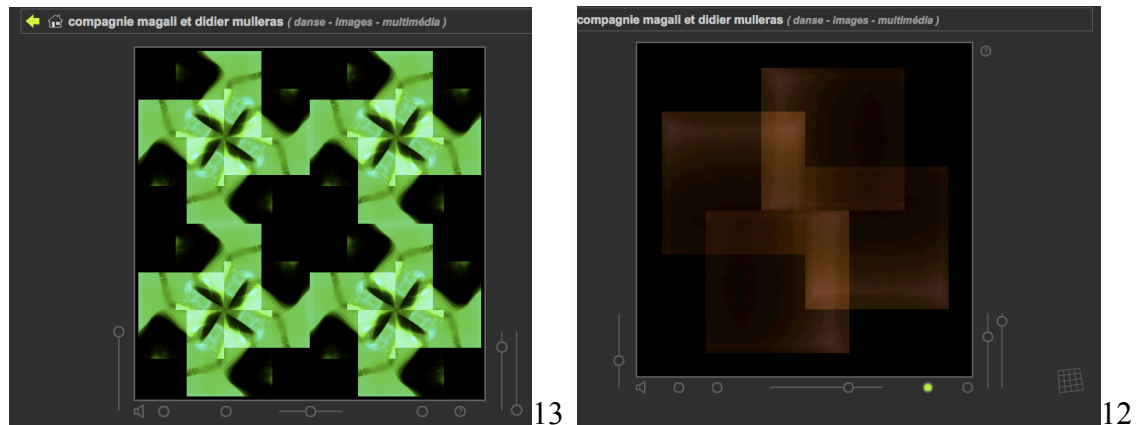 compagnie magali et didier mulleras ( danse - images - multimédia )
compagnie magali et didier mulleras ( danse - images - multimédia )
?
?
13
12